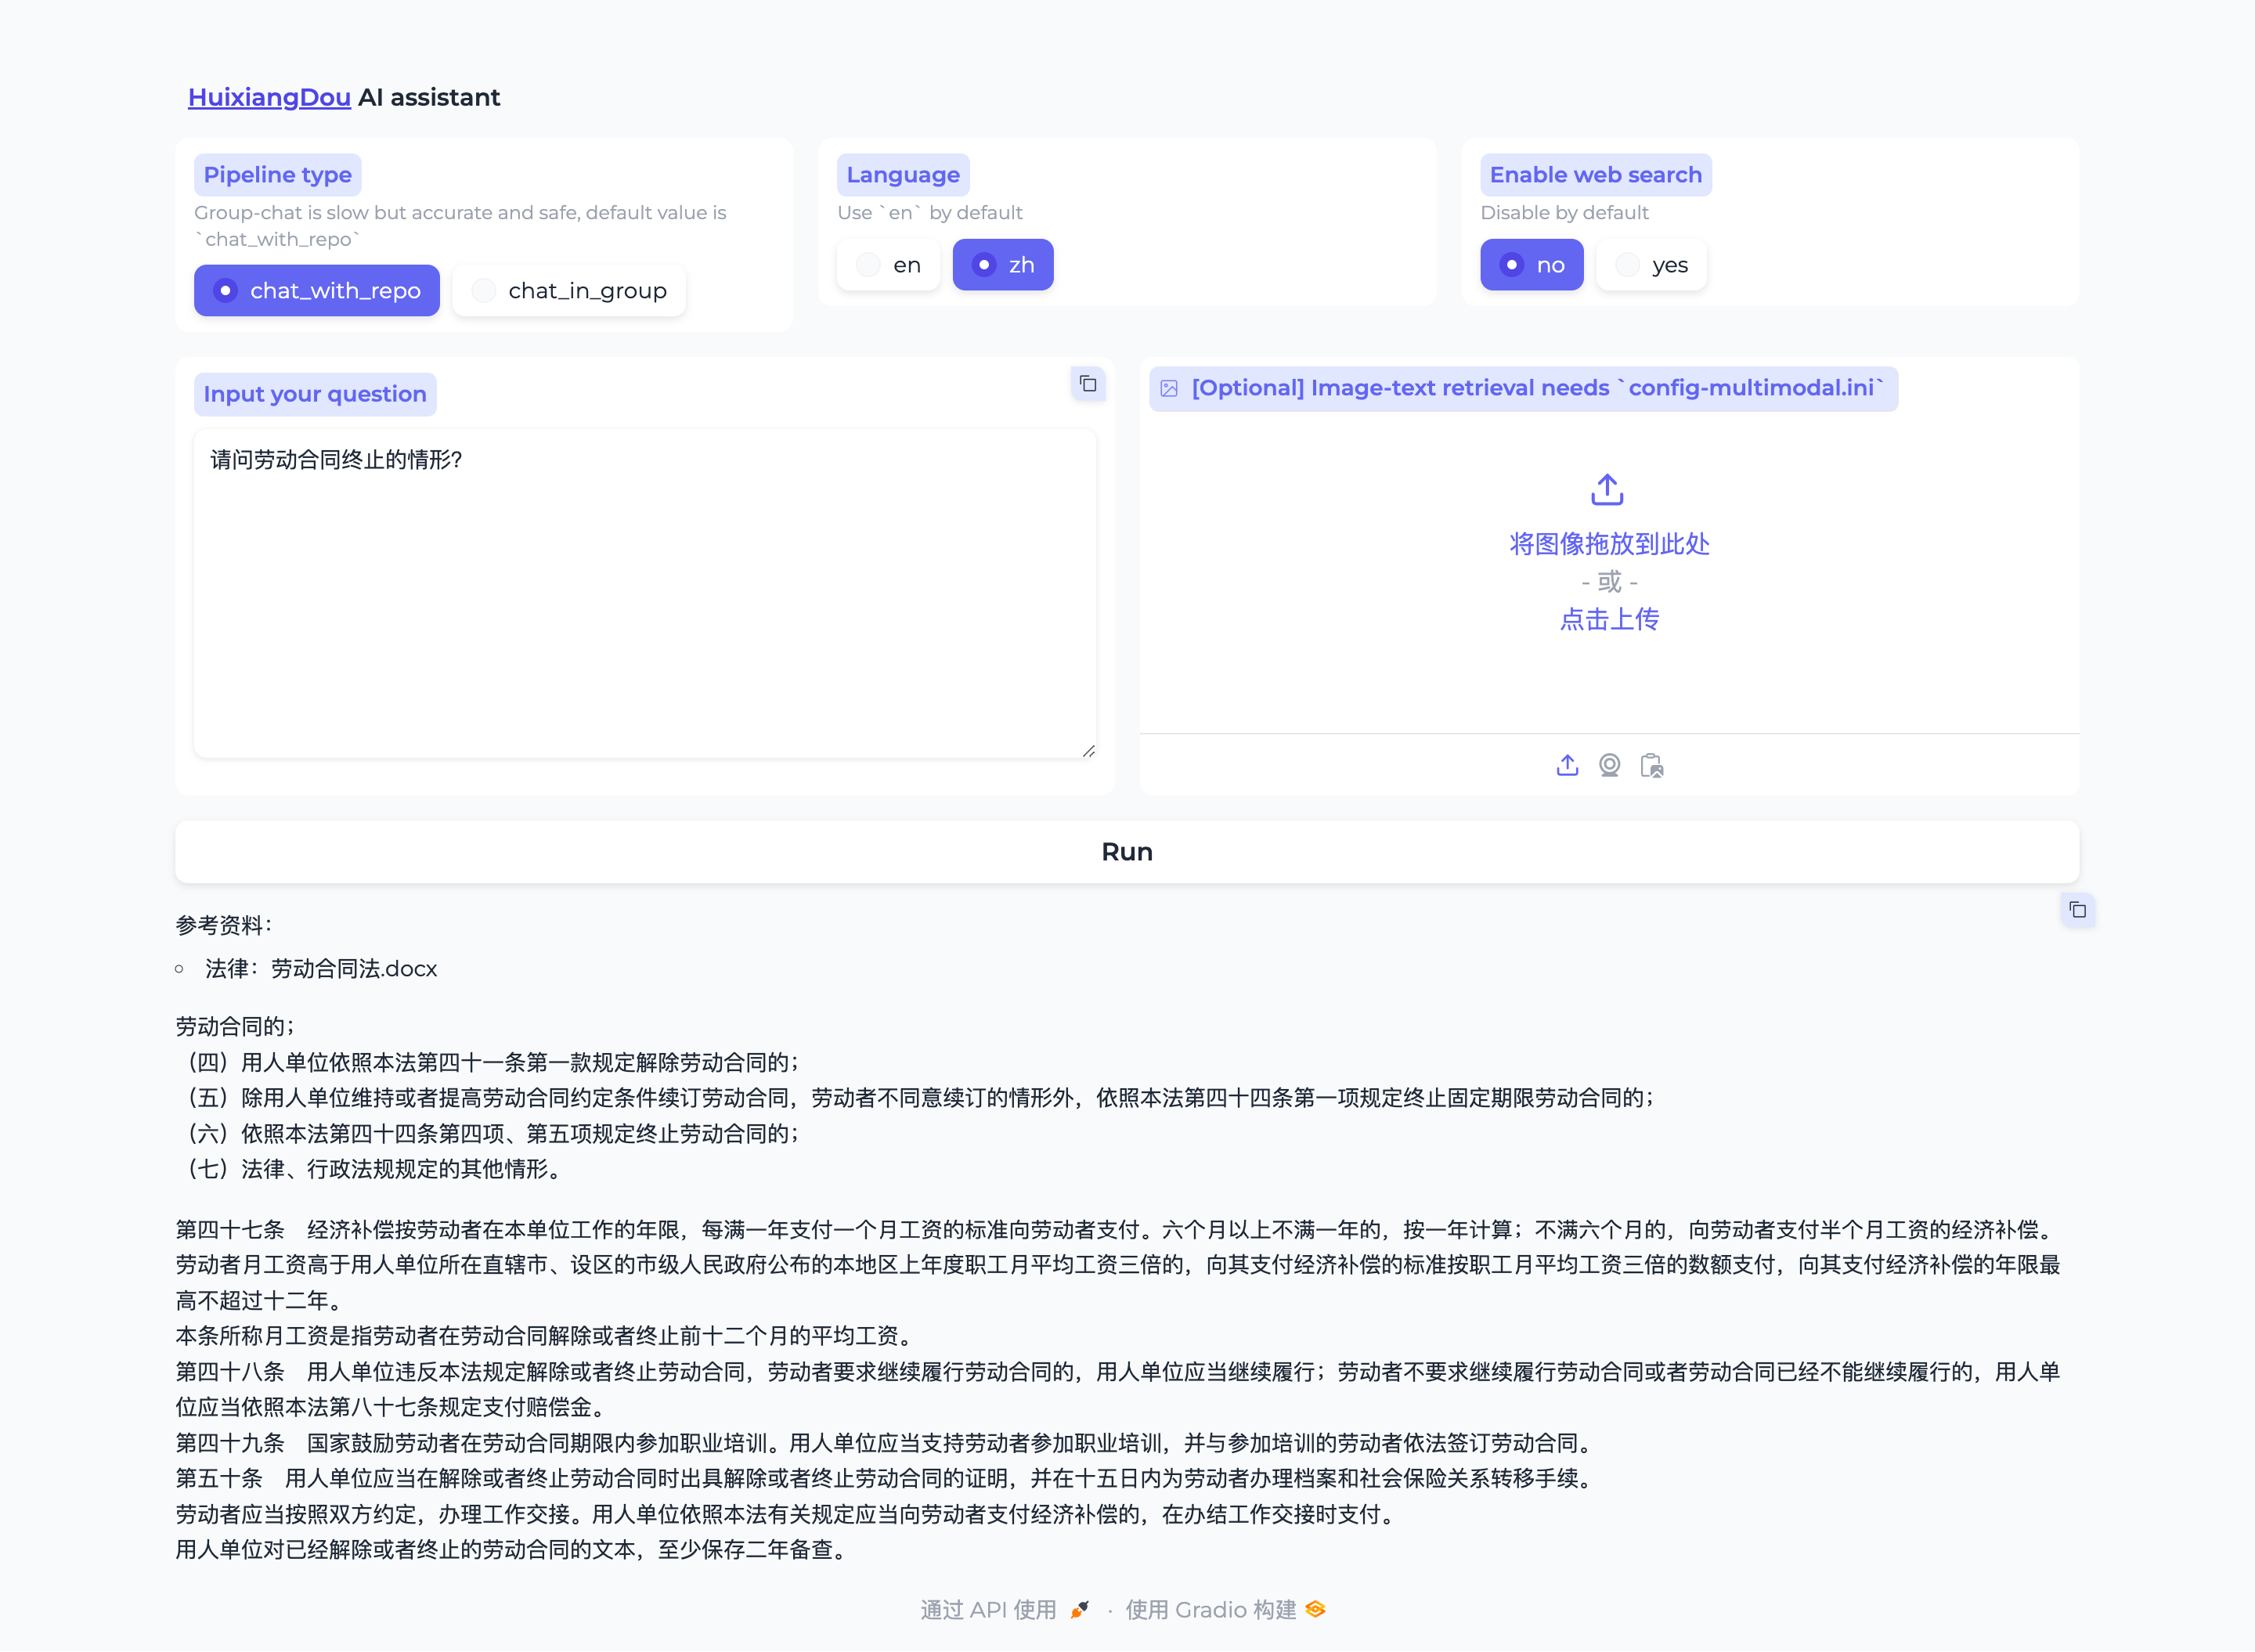 HuixiangDou AI assistant
Pipeline type
Group-chat is slow but accurate and safe, default value is
`chat_with_repo`
chat_with_repo
chat_in_group
Language
Use `en` by default
en
zh
Enable web search
Disable by default
no
yes
Input your question
请问劳动合同终止的情形?
[Optional] Image-text retrieval needs `config-multimodal.ini`
将图像拖放到此处
- 或 -
点击上传
Run
参考资料：
法律：劳动合同法.docx
劳动合同的；
（四）用人单位依照本法第四十一条第一款规定解除劳动合同的；
（五）除用人单位维持或者提高劳动合同约定条件续订劳动合同，劳动者不同意续订的情形外，依照本法第四十四条第一项规定终止固定期限劳动合同的；
（六）依照本法第四十四条第四项、第五项规定终止劳动合同的；
（七）法律、行政法规规定的其他情形。
第四十七条　经济补偿按劳动者在本单位工作的年限，每满一年支付一个月工资的标准向劳动者支付。六个月以上不满一年的，按一年计算；不满六个月的，向劳动者支付半个月工资的经济补偿。
劳动者月工资高于用人单位所在直辖市、设区的市级人民政府公布的本地区上年度职工月平均工资三倍的，向其支付经济补偿的标准按职工月平均工资三倍的数额支付，向其支付经济补偿的年限最
高不超过十二年。
本条所称月工资是指劳动者在劳动合同解除或者终止前十二个月的平均工资。
第四十八条　用人单位违反本法规定解除或者终止劳动合同，劳动者要求继续履行劳动合同的，用人单位应当继续履行；劳动者不要求继续履行劳动合同或者劳动合同已经不能继续履行的，用人单
位应当依照本法第八十七条规定支付赔偿金。
第四十九条　国家鼓励劳动者在劳动合同期限内参加职业培训。用人单位应当支持劳动者参加职业培训，并与参加培训的劳动者依法签订劳动合同。
第五十条　用人单位应当在解除或者终止劳动合同时出具解除或者终止劳动合同的证明，并在十五日内为劳动者办理档案和社会保险关系转移手续。
劳动者应当按照双方约定，办理工作交接。用人单位依照本法有关规定应当向劳动者支付经济补偿的，在办结工作交接时支付。
用人单位对已经解除或者终止的劳动合同的文本，至少保存二年备查。
通过 API 使用 · 使用 Gradio 构建